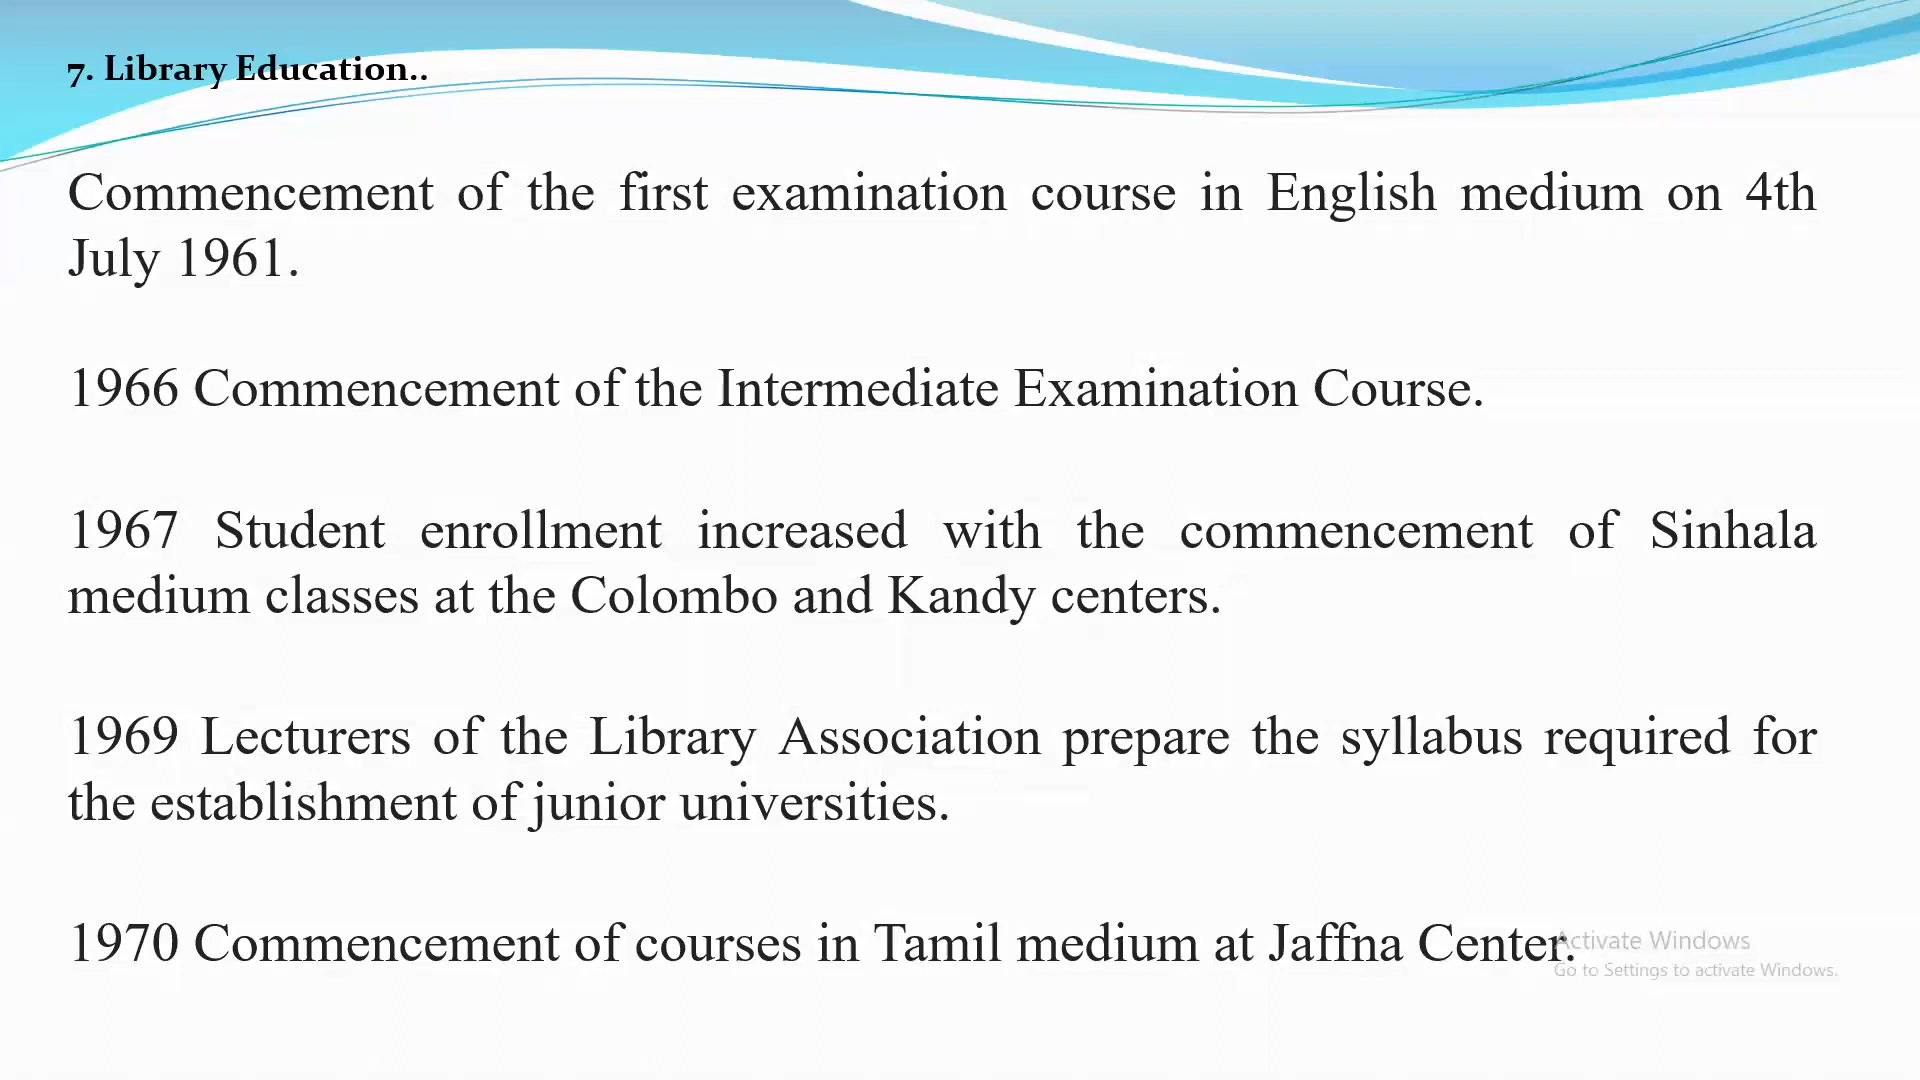 7. Library Education..
Commencement of the first examination course in English medium on 4th
July 1961.
1966 Commencement of the Intermediate Examination Course.
1967 Student enrollment increased with the commencement of Sinhala
medium classes at the Colombo and Kandy centers.
1969 Lecturers of the Library Association prepare the syllabus required for
the establishment of junior universities.
1970 Commencement of courses in Tamil medium at Jaffna Center.
Activate Windows
Go to Settings to activate Windows.